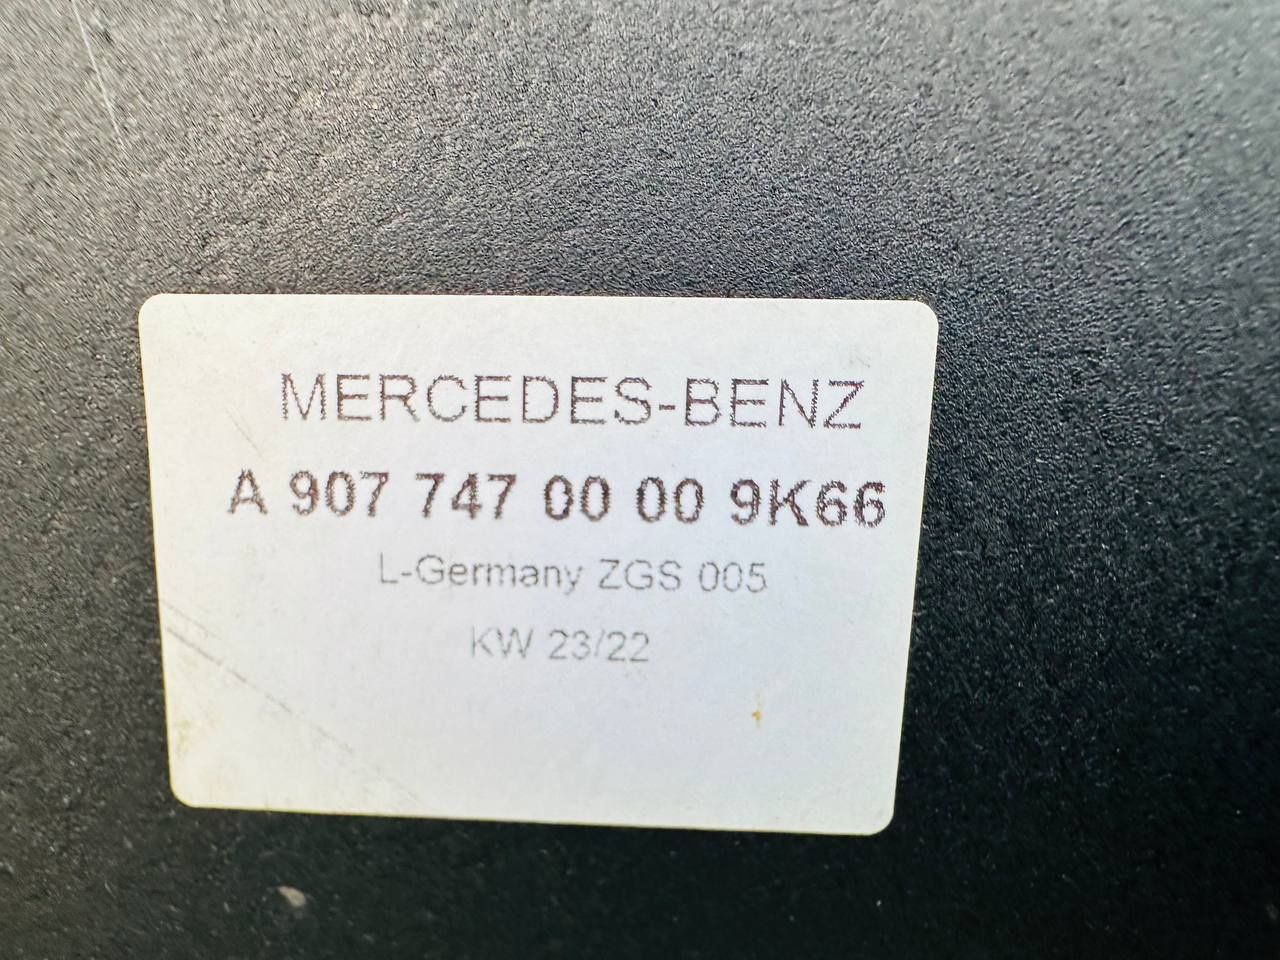 MERCEDES-BENZ
A 907 747 00 00 9K66
L-Germany ZGS 005
KW 23/22